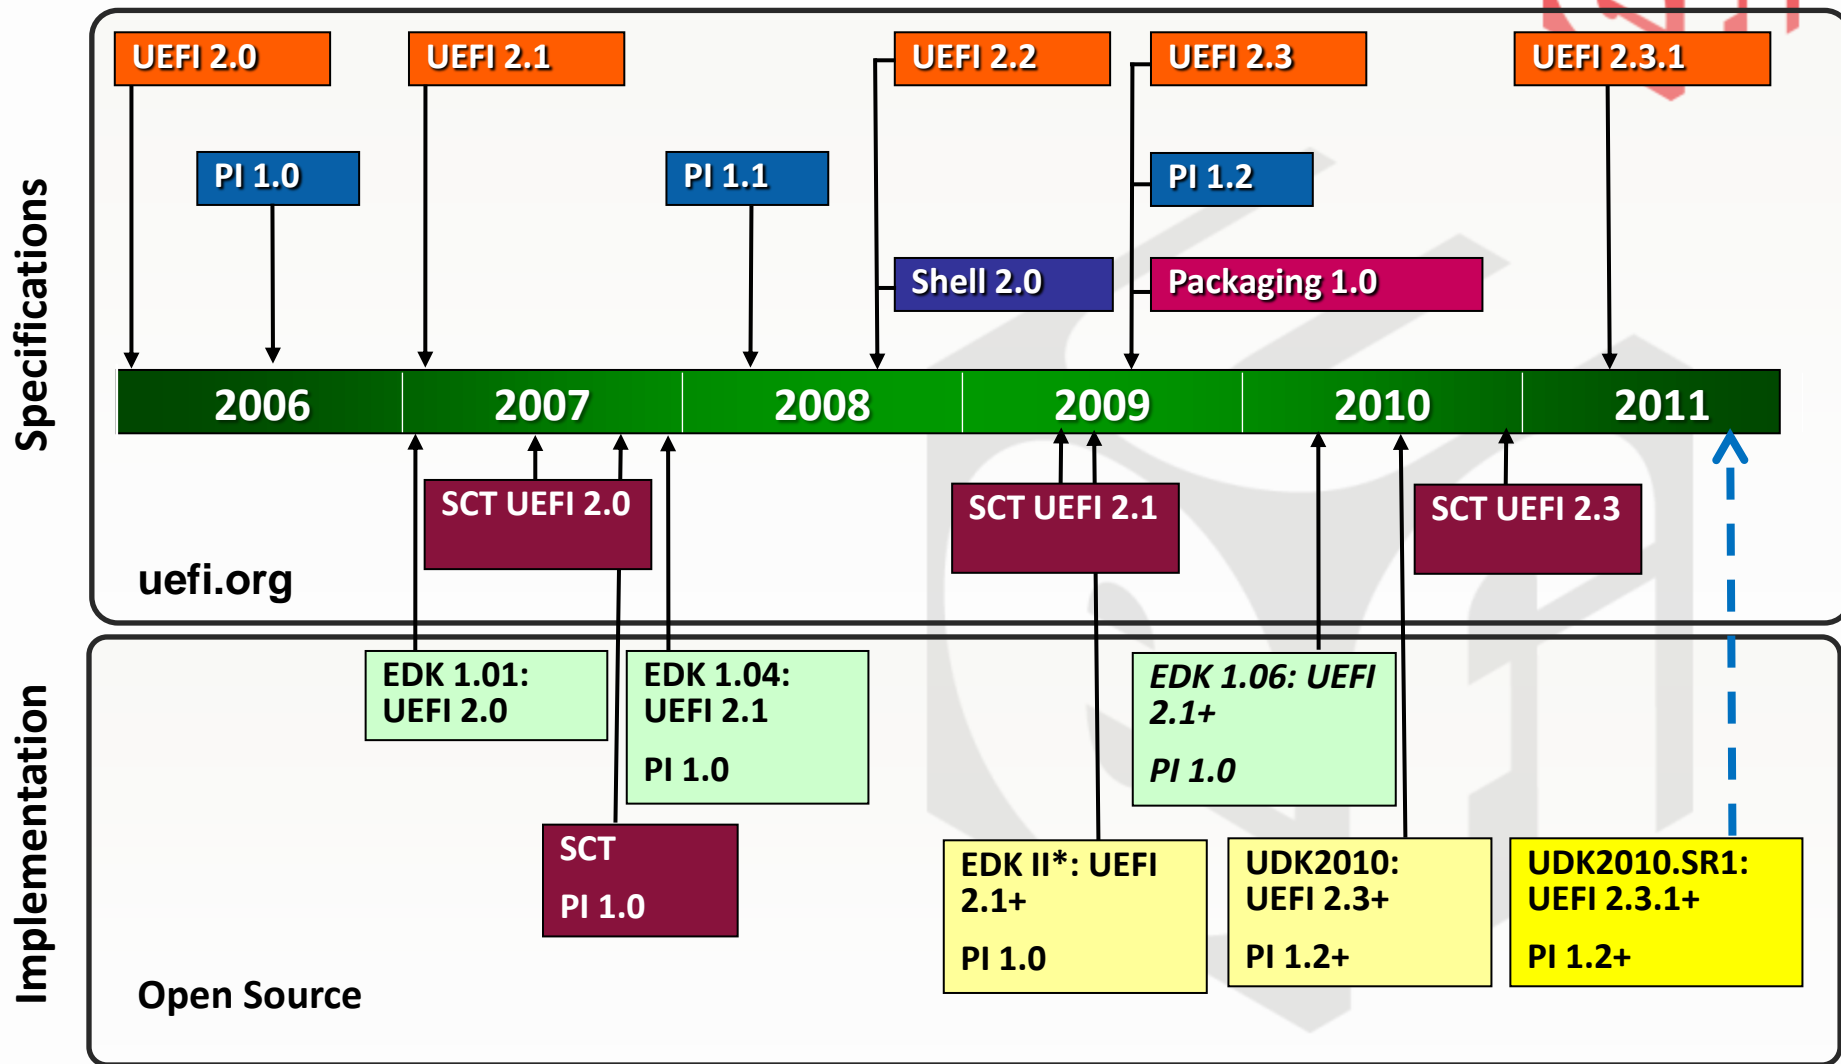 Specifications
UEFI 2.0
UEFI 2.1
UEFI 2.2
UEFI 2.3
UEFI 2.3.1
PI 1.0
PI 1.1
PI 1.2
Shell 2.0
Packaging 1.0
2006
2007
2008
2009
2010
2011
SCT UEFI 2.0
SCT UEFI 2.1
SCT UEFI 2.3
uefi.org
Implementation
EDK 1.01:
UEFI 2.0
EDK 1.04:
UEFI 2.1
PI 1.0
EDK 1.06: UEFI
2.1+
PI 1.0
SCT
PI 1.0
EDK II*: UEFI
2.1+
PI 1.0
UDK2010:
UEFI 2.3+
PI 1.2+
UDK2010.SR1:
UEFI 2.3.1+
PI 1.2+
Open Source